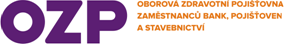 OZP
OBOROVÁ ZDRAVOTNÍ POJIŠŤOVNA
ZAMĚSTNANCŮ BANK, POJIŠŤOVEN
A STAVEBNICTVÍ